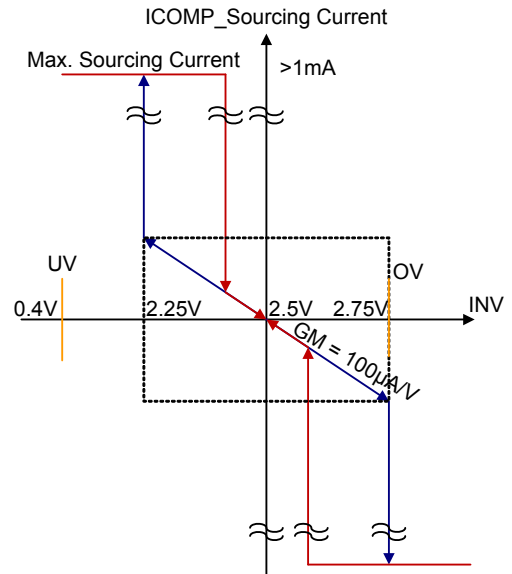 ICOMP_Sourcing Current
Max. Sourcing Current
>1mA
UV
OV
0.4V
2.25V
2.5V
2.75V
INV
GM = 100µA/V